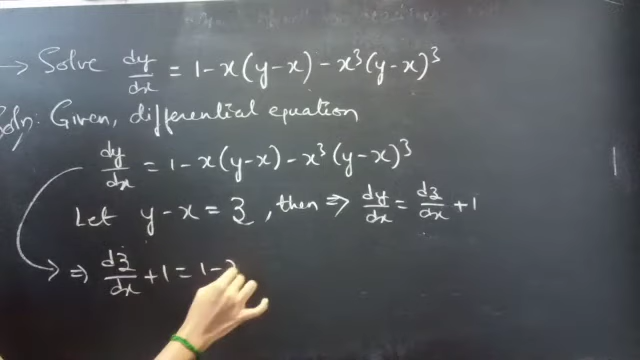 → Solve dy/dx = 1 - x(y-x) - x³(y-x)³
Soln: Given, differential equation
dy/dx = 1 - x(y-x) - x³(y-x)³
Let y-x = z, then ⇒ dy/dx = dz/dx + 1
⇒ dz/dx + 1 = 1 -